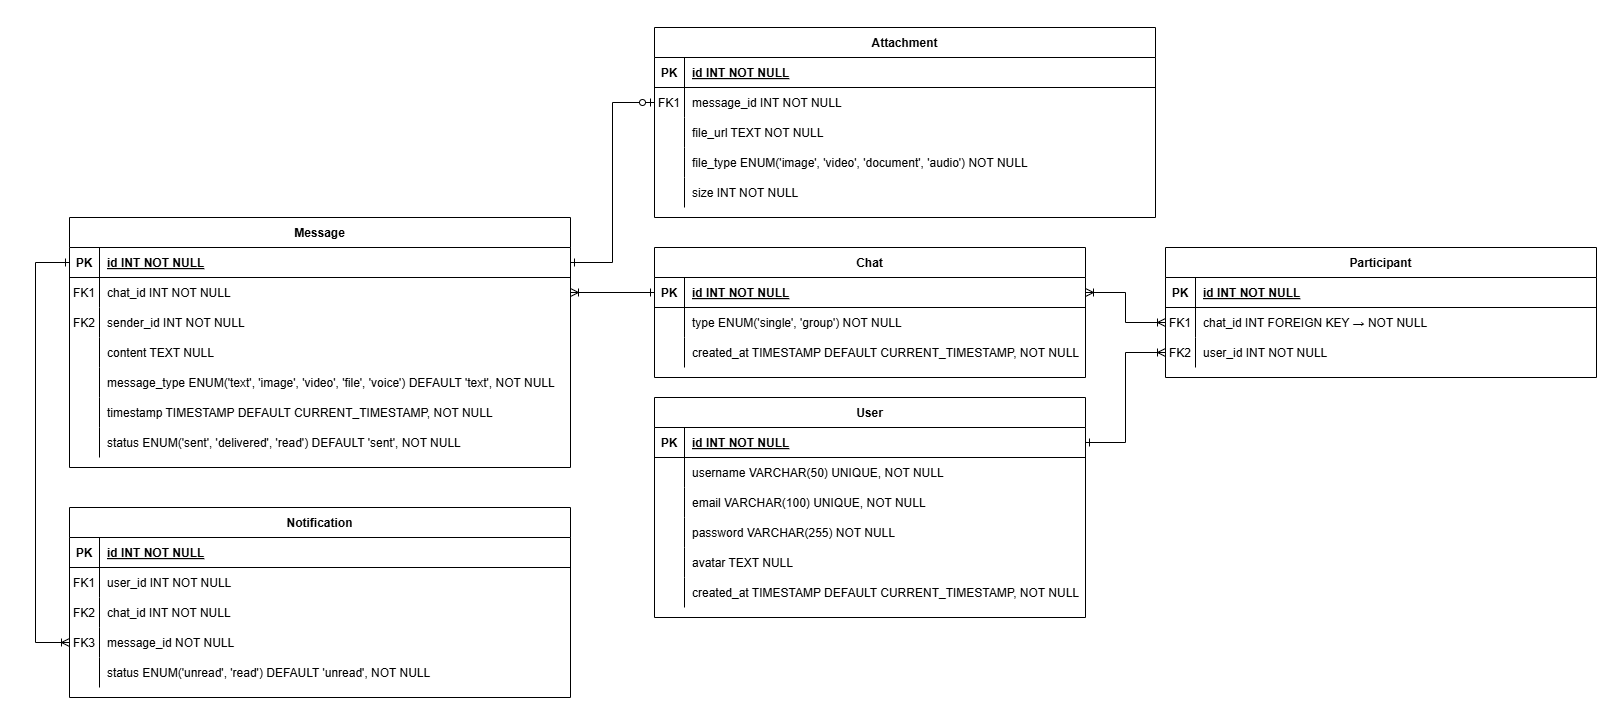 Attachment
PK id INT NOT NULL
FK1 message_id INT NOT NULL
file_url TEXT NOT NULL
file_type ENUM('image', 'video', 'document', 'audio') NOT NULL
size INT NOT NULL
Message
PK id INT NOT NULL
FK1 chat_id INT NOT NULL
FK2 sender_id INT NOT NULL
content TEXT NULL
message_type ENUM('text', 'image', 'video', 'file', 'voice') DEFAULT 'text', NOT NULL
timestamp TIMESTAMP DEFAULT CURRENT_TIMESTAMP, NOT NULL
status ENUM('sent', 'delivered', 'read') DEFAULT 'sent', NOT NULL
Chat
PK id INT NOT NULL
type ENUM('single', 'group') NOT NULL
created_at TIMESTAMP DEFAULT CURRENT_TIMESTAMP, NOT NULL
Participant
PK id INT NOT NULL
FK1 chat_id INT FOREIGN KEY → NOT NULL
FK2 user_id INT NOT NULL
User
PK id INT NOT NULL
username VARCHAR(50) UNIQUE, NOT NULL
email VARCHAR(100) UNIQUE, NOT NULL
password VARCHAR(255) NOT NULL
avatar TEXT NULL
created_at TIMESTAMP DEFAULT CURRENT_TIMESTAMP, NOT NULL
Notification
PK id INT NOT NULL
FK1 user_id INT NOT NULL
FK2 chat_id INT NOT NULL
FK3 message_id NOT NULL
status ENUM('unread', 'read') DEFAULT 'unread', NOT NULL